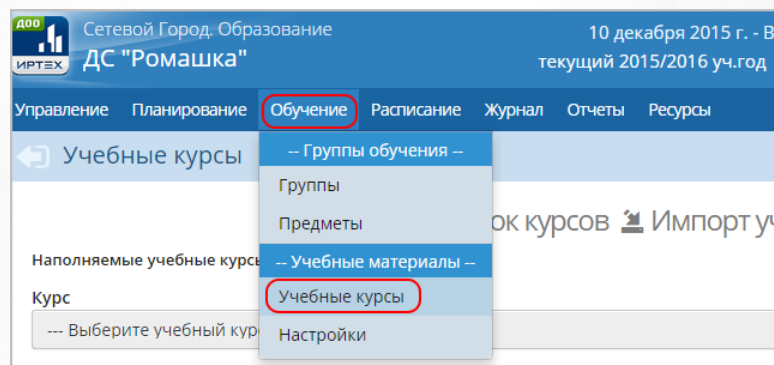 ДОО
ИРТЕХ
Сетевой Город. Образование
ДС "Ромашка"
10 декабря 2015 г. - В
текущий 2015/2016 уч.год
Управление Планирование Обучение Расписание Журнал Отчеты Ресурсы
Учебные курсы
-- Группы обучения --
Группы
Предметы
-- Учебные материалы --
Учебные курсы
Настройки
ок курсов Импорт уч
Наполняемые учебные курсы
Курс
--- Выберите учебный кур